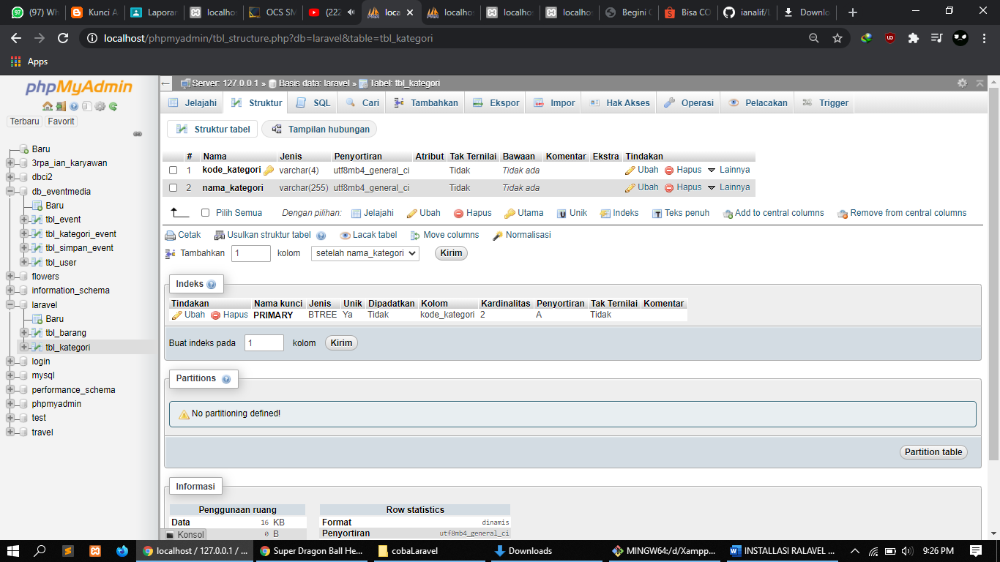 (97) Wh
Kunci A
Laporan
localhos
OCS SM
(222
loca
localhos
localhos
localhos
Begini C
Bisa CO
ianalif/L
Downlo
localhost/phpmyadmin/tbl_structure.php?db=laravel&table=tbl_kategori
Apps
phpMyAdmin
Terbaru Favorit
Baru
3rpa_ian_karyawan
dbci2
db_eventmedia
Baru
tbl_event
tbl_kategori_event
tbl_simpan_event
tbl_user
flowers
information_schema
laravel
Baru
tbl_barang
tbl_kategori
login
mysql
performance_schema
phpmyadmin
test
travel
Server: 127.0.0.1 » Basis data: laravel » Tabel: tbl_kategori
Jelajahi Struktur SQL Cari Tambahkan Ekspor Impor Hak Akses Operasi Pelacakan Trigger
Struktur tabel Tampilan hubungan
# Nama Jenis Penyortiran Atribut Tak Ternilai Bawaan Komentar Ekstra Tindakan
1 kode_kategori varchar(4) utf8mb4_general_ci Tidak Tidak ada Ubah Hapus Lainnya
2 nama_kategori varchar(255) utf8mb4_general_ci Tidak Tidak ada Ubah Hapus Lainnya
Pilih Semua Dengan pilihan: Jelajahi Ubah Hapus Utama Unik Indeks Teks penuh Add to central columns Remove from central columns
Cetak Usulkan struktur tabel Lacak tabel Move columns Normalisasi
Tambahkan 1 kolom setelah nama_kategori Kirim
Indeks
Tindakan Nama kunci Jenis Unik Dipadatkan Kolom Kardinalitas Penyortiran Tak Ternilai Komentar
Ubah Hapus PRIMARY BTREE Ya Tidak kode_kategori 2 A Tidak
Buat indeks pada 1 kolom Kirim
Partitions
No partitioning defined!
Partition table
Informasi
Penggunaan ruang
Data 16 KB
0 B
Row statistics
Format dinamis
Penyortiran utf8mb4_general_ci
Konsol
localhost / 127.0.0.1 / ...
Super Dragon Ball He...
cobaLaravel
Downloads
MINGW64:/d/Xampp...
INSTALLASI RALAVEL ...
9:26 PM